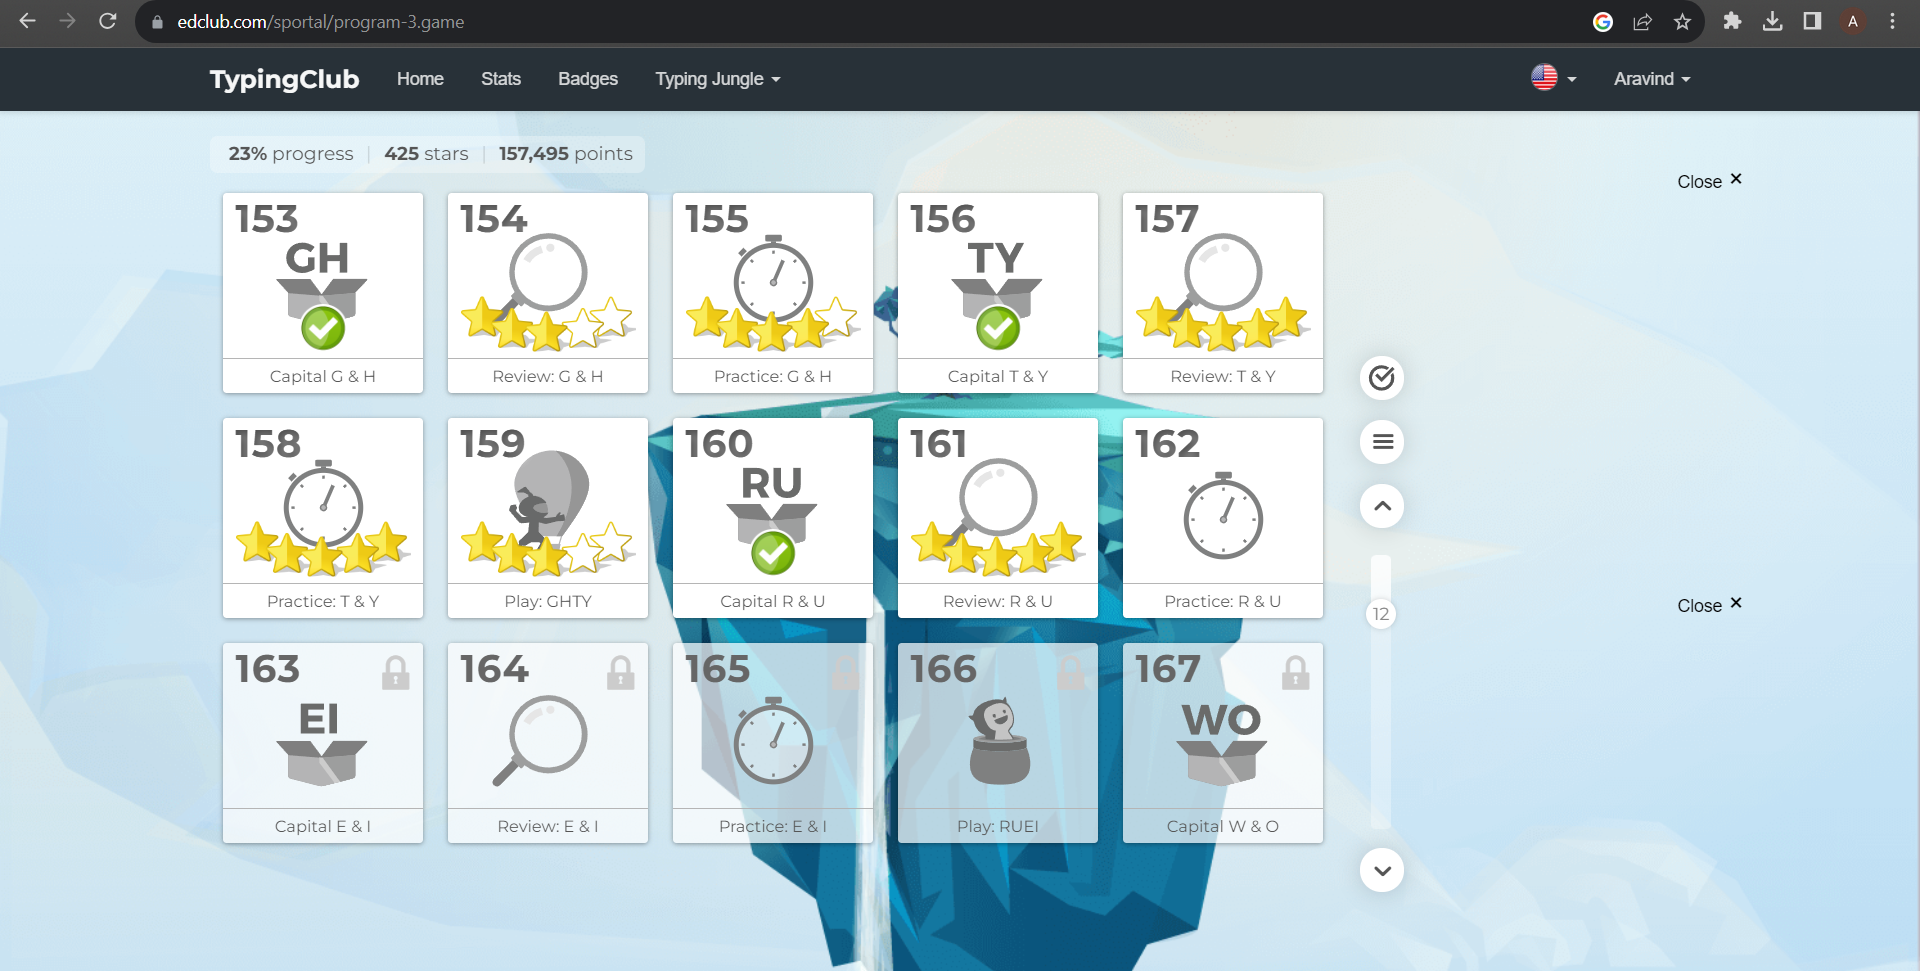 edclub.com/sportal/program-3.game
A
TypingClub Home Stats Badges Typing Jungle Aravind
23% progress | 425 stars | 157,495 points
Close ×
153 154 155 156 157
GH TY
Capital G & H Review: G & H Practice: G & H Capital T & Y Review: T & Y
158 159 160 161 162
RU
Practice: T & Y Play: GHTY Capital R & U Review: R & U Practice: R & U
12
Close ×
163 164 165 166 167
EI WO
Capital E & I Review: E & I Practice: E & I Play: RUEI Capital W & O